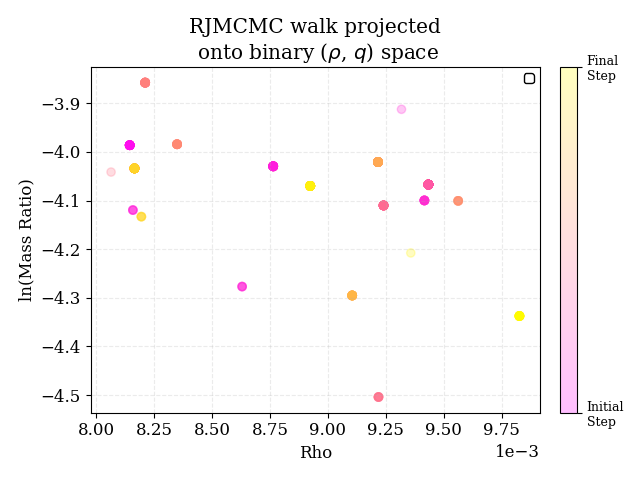 RJMCMC walk projected
onto binary (ρ, q) space
Final
Step
−3.9
−4.0
−4.1
−4.2
−4.3
−4.4
−4.5
ln(Mass Ratio)
Initial
Step
8.00 8.25 8.50 8.75 9.00 9.25 9.50 9.75
Rho
1e−3